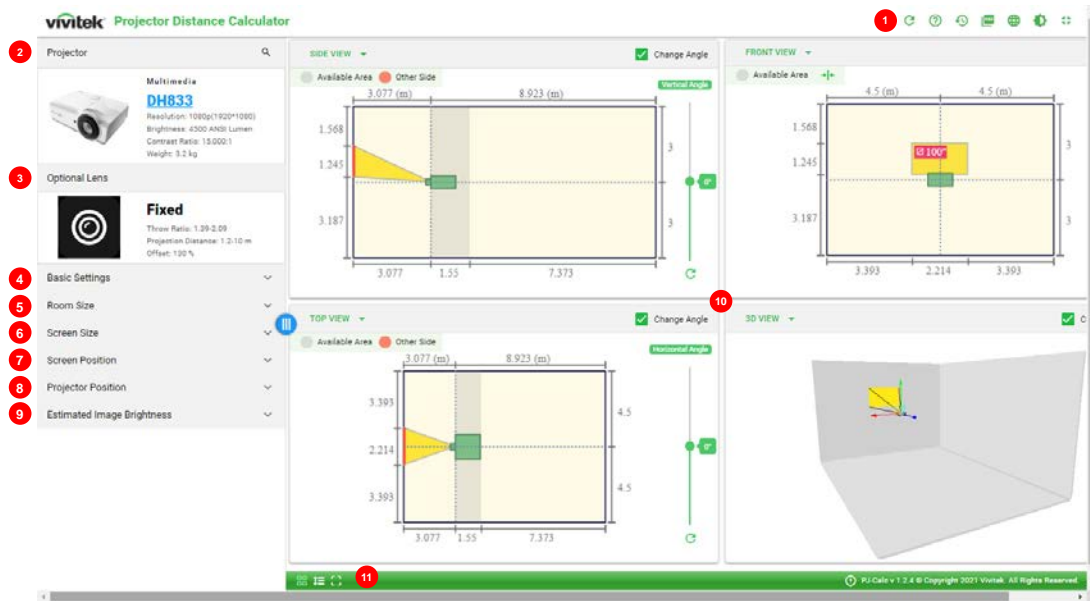 vivitek Projector Distance Calculator
1
2 Projector
Multimedia
DH833
Resolution: 1080p(1920*1080)
Brightness: 4500 ANSI Lumen
Contrast Ratio: 15,000:1
Weight: 3.2 kg
3 Optional Lens
Fixed
Throw Ratio: 1.39-2.09
Projection Distance: 1.2-10 m
Offset: 100 %
4 Basic Settings
5 Room Size
6 Screen Size
7 Screen Position
8 Projector Position
9 Estimated Image Brightness
SIDE VIEW Change Angle
Available Area Other Side
Vertical Angle
3.077 (m) 8.923 (m)
1.568
1.245
3.187
3
3
0°
3.077 1.55 7.373
FRONT VIEW
Available Area
4.5 (m) 4.5 (m)
1.568
1.245
3.187
100"
3
3
3.393 2.214 3.393
10
TOP VIEW Change Angle
Available Area Other Side
Horizontal Angle
3.077 (m) 8.923 (m)
3.393
2.214
3.393
4.5
4.5
0°
3.077 1.55 7.373
3D VIEW C
11
PJ-Calc v 1.2.4 © Copyright 2021 Vivitek. All Rights Reserved.